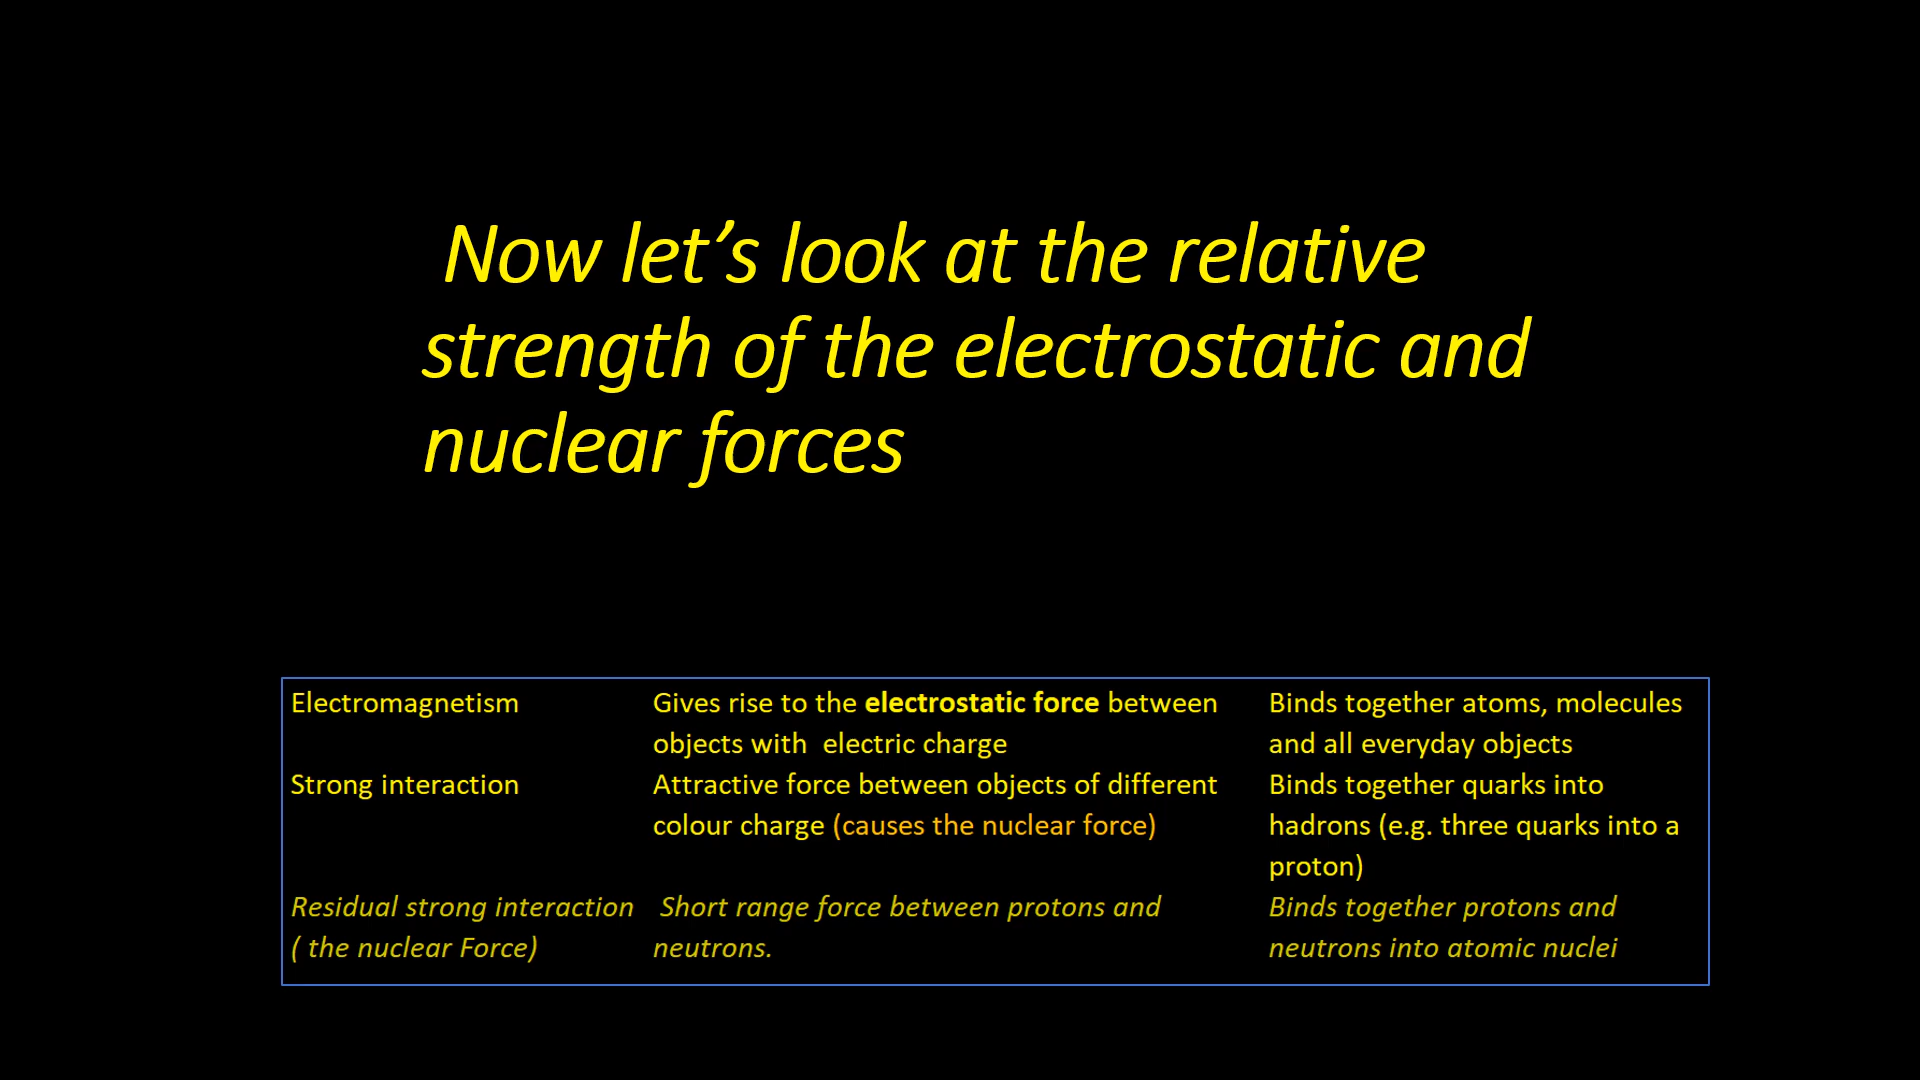 Now let’s look at the relative
strength of the electrostatic and
nuclear forces
Electromagnetism
Gives rise to the electrostatic force between
objects with  electric charge
Binds together atoms, molecules
and all everyday objects
Strong interaction
Attractive force between objects of different
colour charge (causes the nuclear force)
Binds together quarks into
hadrons (e.g. three quarks into a
proton)
Residual strong interaction
( the nuclear Force)
Short range force between protons and
neutrons.
Binds together protons and
neutrons into atomic nuclei